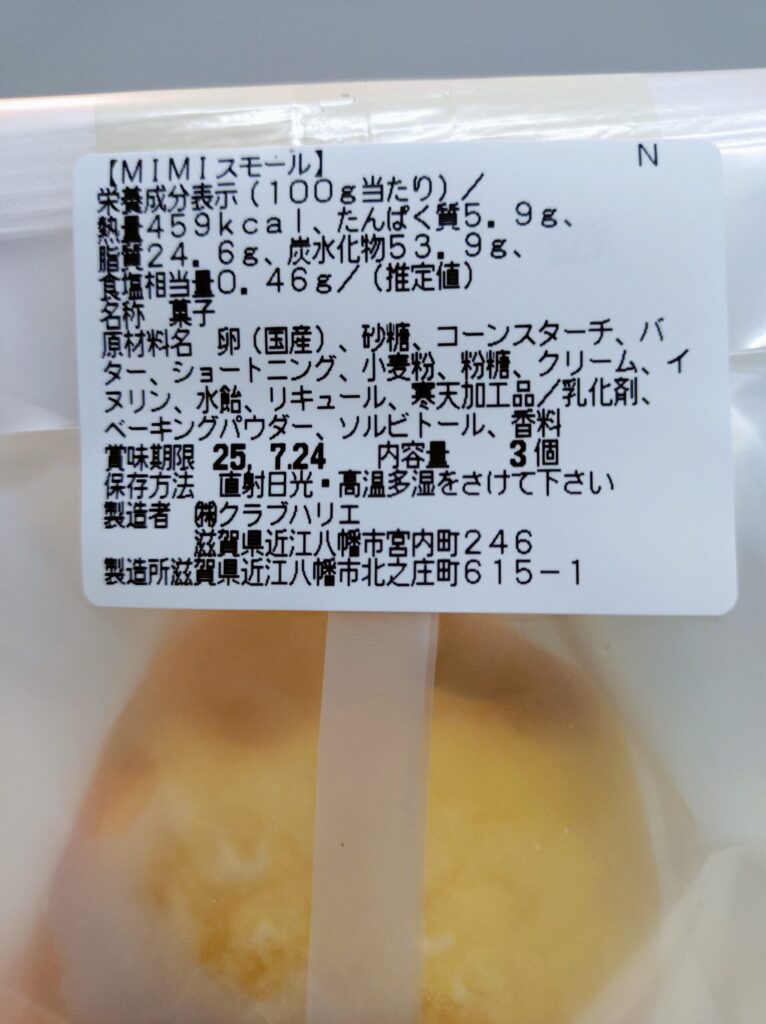 【MIMIスモール】 N
栄養成分表示(100g当たり)/
熱量459kcal、たんぱく質5.9g、
脂質24.6g、炭水化物53.9g、
食塩相当量0.46g/(推定値)
名称 菓子
原材料名 卵(国産)、砂糖、コーンスターチ、バ
ター、ショートニング、小麦粉、粉糖、クリーム、イ
ヌリン、水飴、リキュール、寒天加工品/乳化剤、
ベーキングパウダー、ソルビトール、香料
賞味期限 25, 7.24 内容量 3個
保存方法 直射日光・高温多湿をさけて下さい
製造者 ㈱クラブハリエ
滋賀県近江八幡市宮内町246
製造所滋賀県近江八幡市北之庄町615-1